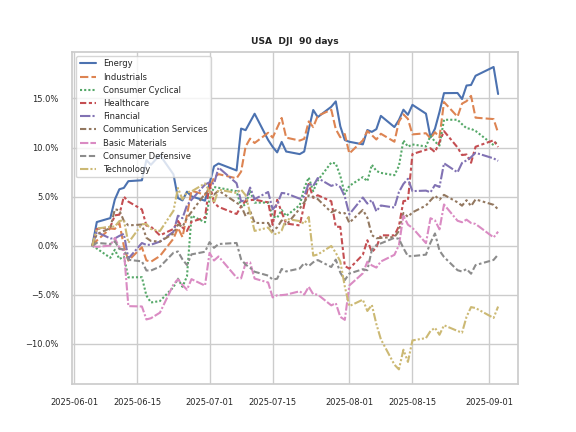 USA  DJI  90 days
Energy
Industrials
Consumer Cyclical
Healthcare
Financial
Communication Services
Basic Materials
Consumer Defensive
Technology
15.0%
10.0%
5.0%
0.0%
−5.0%
−10.0%
2025-06-01 2025-06-15 2025-07-01 2025-07-15 2025-08-01 2025-08-15 2025-09-01